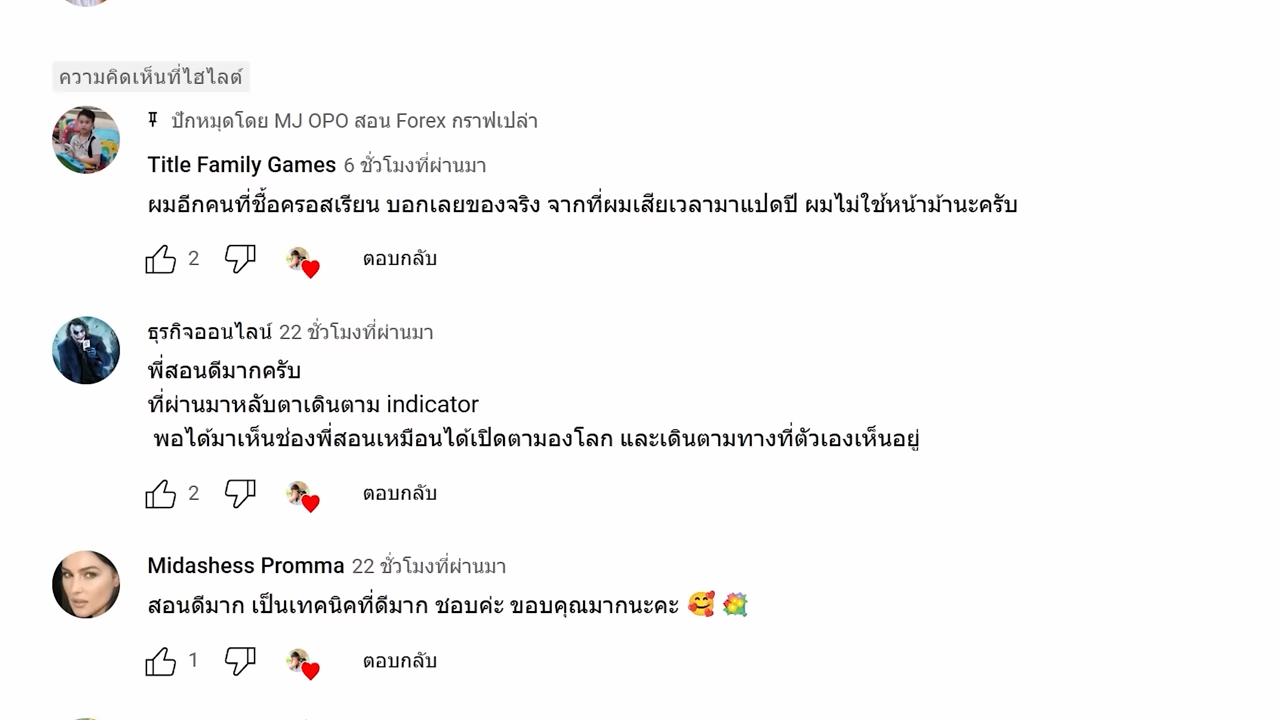 ความคิดเห็นที่ไฮไลต์
ปักหมุดโดย MJ OPO สอน Forex กราฟเปล่า
Title Family Games 6 ชั่วโมงที่ผ่านมา
ผมอีกคนที่ชื้อครอสเรียน บอกเลยของจริง จากที่ผมเสียเวลามาแปดปี ผมไม่ใช้หน้าม้านะครับ
2 ตอบกลับ
ธุรกิจออนไลน์ 22 ชั่วโมงที่ผ่านมา
พี่สอนดีมากครับ
ที่ผ่านมาหลับตาเดินตาม indicator
พอได้มาเห็นช่องพี่สอนเหมือนได้เปิดตามองโลก และเดินตามทางที่ตัวเองเห็นอยู่
2 ตอบกลับ
Midashess Promma 22 ชั่วโมงที่ผ่านมา
สอนดีมาก เป็นเทคนิคที่ดีมาก ชอบค่ะ ขอบคุณมากนะคะ 🥰 💐
1 ตอบกลับ